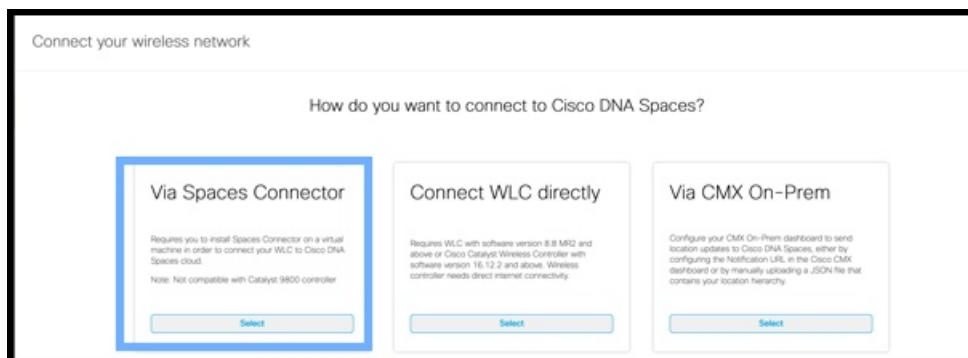 Connect your wireless network
How do you want to connect to Cisco DNA Spaces?
Via Spaces Connector
Requires you to install Spaces Connector on a virtual
machine in order to connect your WLC to Cisco DNA
Spaces cloud.
Note: Not compatible with Catalyst 9800 controller
Select
Connect WLC directly
Requires WLC with software version 8.8 MR2 and
above or Cisco Catalyst Wireless Controller with
software version 16.12.2 and above. Wireless
controller needs direct internet connectivity.
Select
Via CMX On-Prem
Configure your CMX On-Prem dashboard to send
location updates to Cisco DNA Spaces, either by
configuring the Notification URL in the Cisco CMX
dashboard or by manually uploading a JSON file that
contains your location hierarchy.
Select